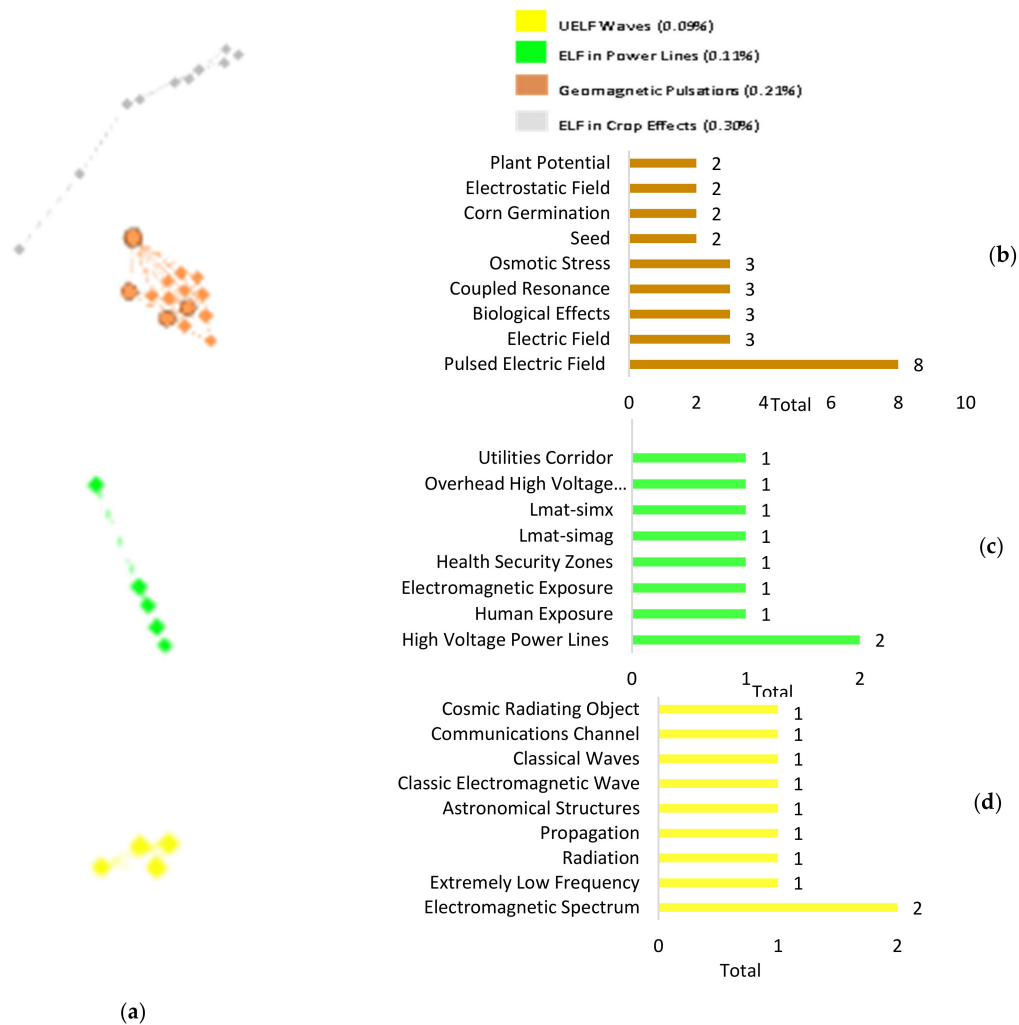 UELF Waves (0.09%)
ELF in Power Lines (0.11%)
Geomagnetic Pulsations (0.21%)
ELF in Crop Effects (0.30%)
Plant Potential 2
Electrostatic Field 2
Corn Germination 2
Seed 2
Osmotic Stress 3
Coupled Resonance 3
Biological Effects 3
Electric Field 3
Pulsed Electric Field 8
0 2 4 6 8 10
Total
(b)
Utilities Corridor 1
Overhead High Voltage... 1
Lmat-simx 1
Lmat-simag 1
Health Security Zones 1
Electromagnetic Exposure 1
Human Exposure 1
High Voltage Power Lines 2
0 1 2
Total
(c)
Cosmic Radiating Object 1
Communications Channel 1
Classical Waves 1
Classic Electromagnetic Wave 1
Astronomical Structures 1
Propagation 1
Radiation 1
Extremely Low Frequency 1
Electromagnetic Spectrum 2
0 1 2
Total
(d)
(a)